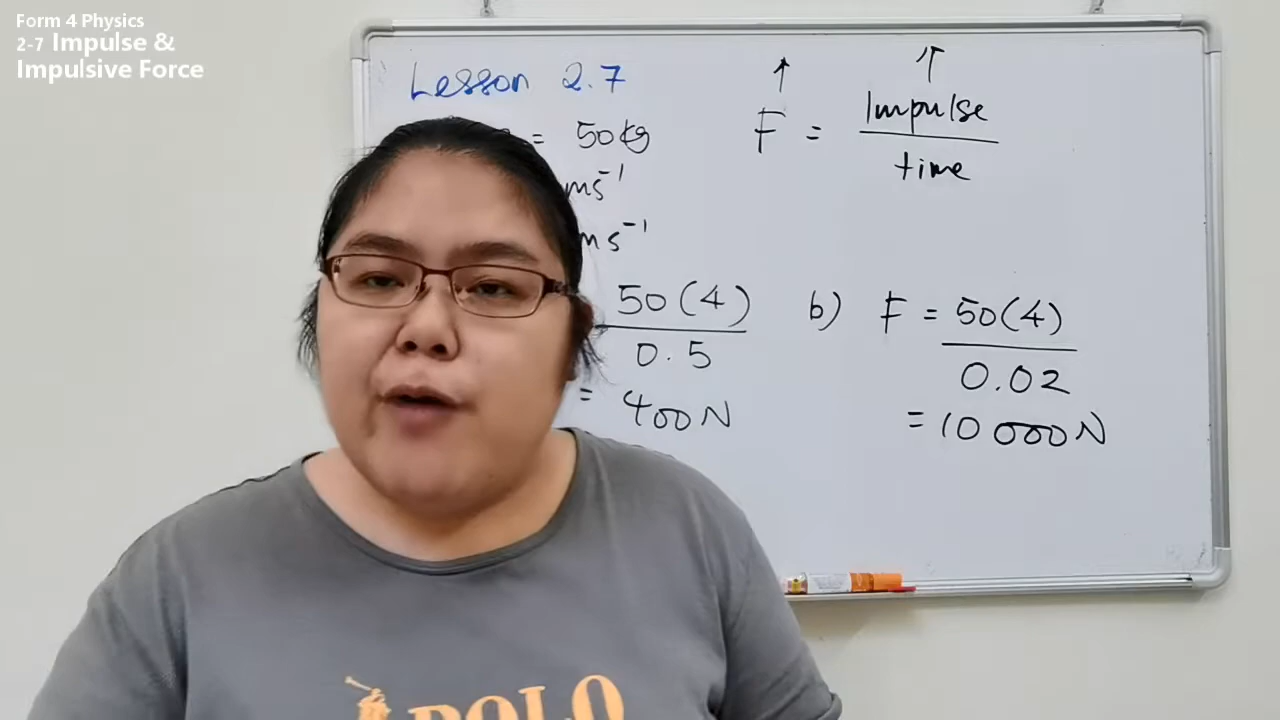 Form 4 Physics
2-7 Impulse &
Impulsive Force
Lesson 2.7
= 50kg
ms⁻¹
ms⁻¹
50(4)
0.5
= 400N
↑ ↑
F = Impulse
time
b) F = 50(4)
0.02
= 10 000N
POLO